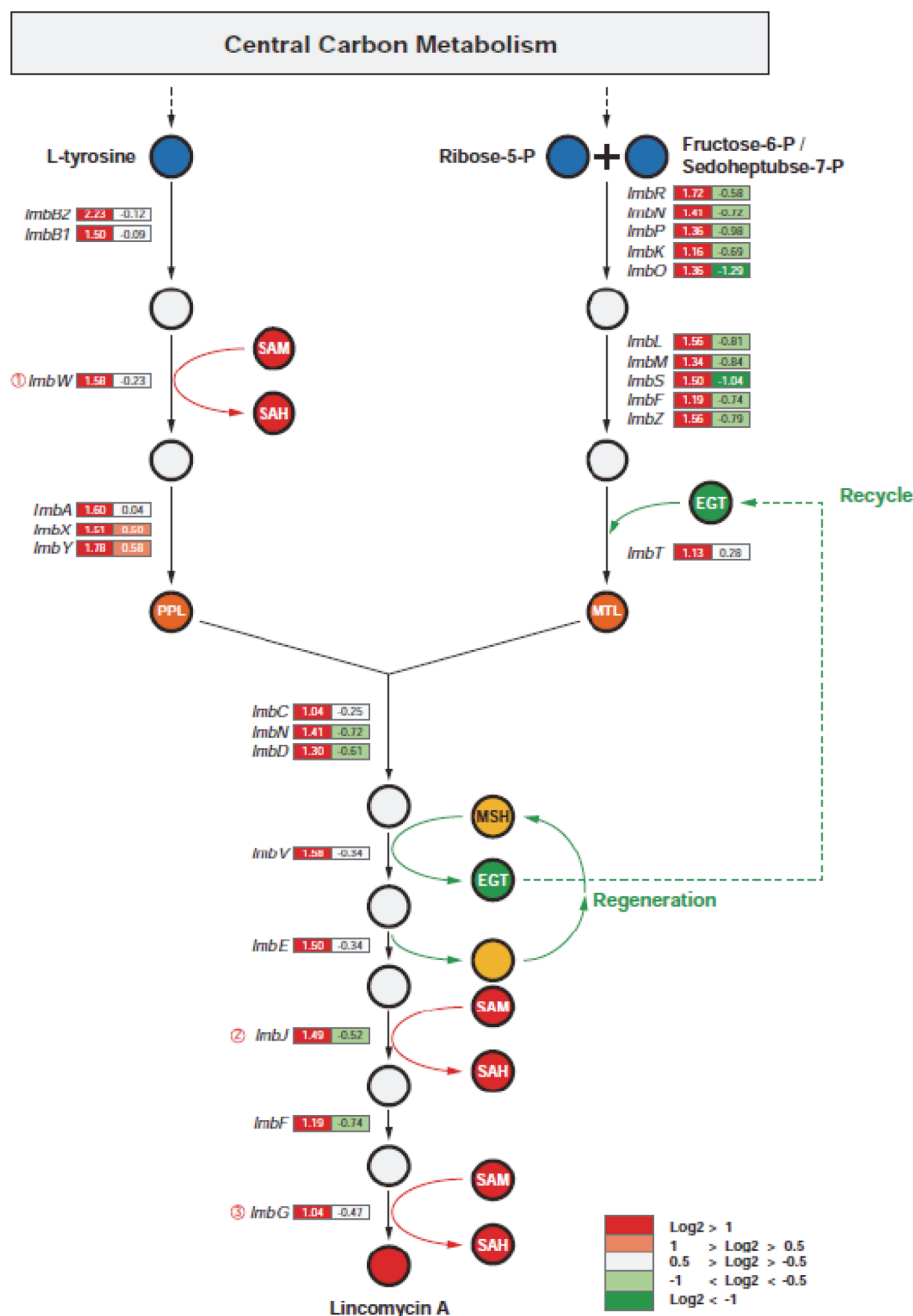 Central Carbon Metabolism
L-tyrosine
Ribose-5-P
+
Fructose-6-P /
Sedoheptubse-7-P
lmbB2 2.23 -0.12
lmbB1 1.50 -0.09
lmbR 1.72 -0.58
lmbN 1.41 -0.72
lmbP 1.36 -0.98
lmbK 1.16 -0.69
lmbO 1.36 -1.29
① lmbW 1.58 -0.23
SAM
SAH
lmbL 1.56 -0.81
lmbM 1.34 -0.84
lmbS 1.50 -1.04
lmbF 1.19 -0.74
lmbZ 1.56 -0.79
lmbA 1.60 0.04
lmbX 1.51 0.50
lmbY 1.78 0.58
EGT
Recycle
lmbT 1.13 0.28
PPL
MTL
lmbC 1.04 -0.25
lmbN 1.41 -0.72
lmbD 1.30 -0.61
MSH
lmbV 1.58 -0.34
EGT
Regeneration
lmbE 1.50 -0.34
SAM
② lmbJ 1.49 -0.52
SAH
lmbF 1.19 -0.74
SAM
③ lmbG 1.04 -0.47
SAH
Lincomycin A
Log2 > 1
1 > Log2 > 0.5
0.5 > Log2 > -0.5
-1 < Log2 < -0.5
Log2 < -1